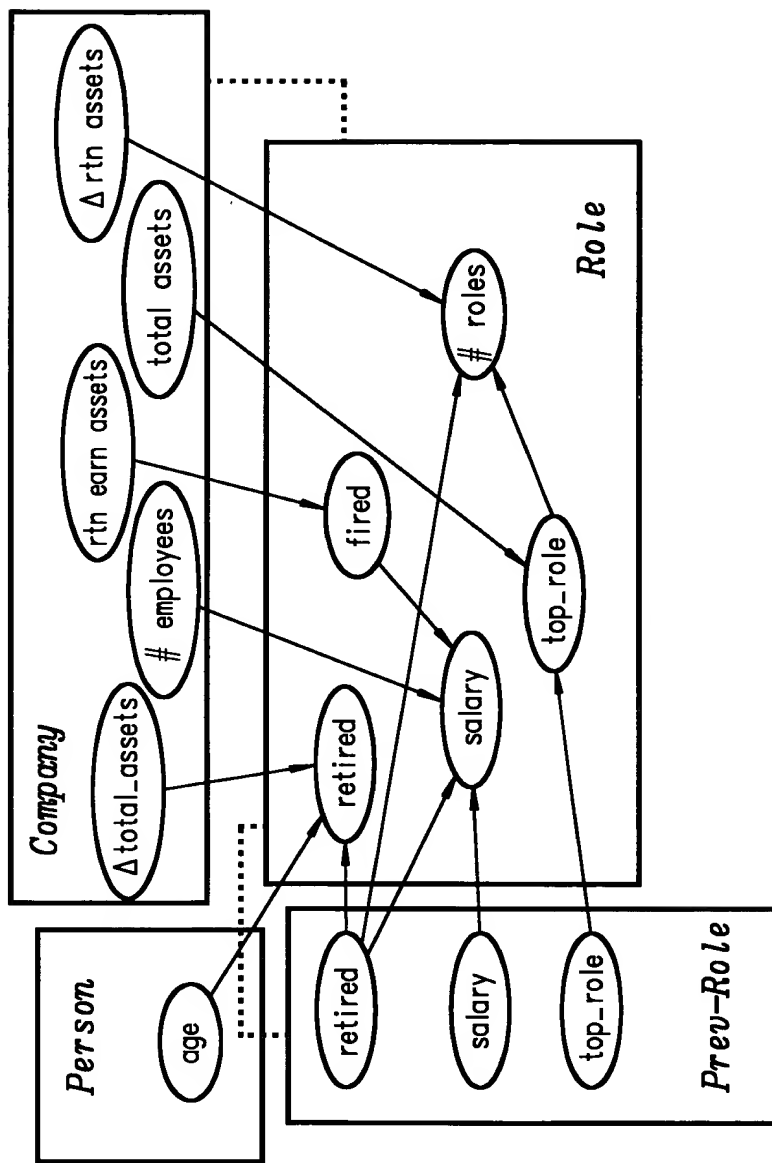 Person
age
Company
Δtotal_assets
# employees
rtn earn assets
total assets
Δ rtn assets
Prev-Role
retired
salary
top_role
Role
retired
salary
fired
top_role
# roles